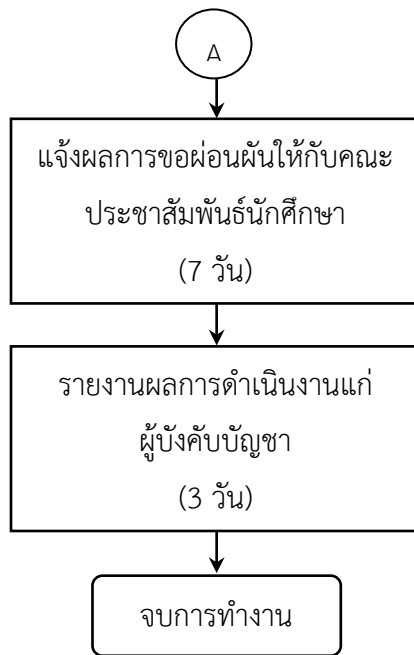 A
แจ้งผลการขอผ่อนผันให้กับคณะ
ประชาสัมพันธ์นักศึกษา
(7 วัน)
รายงานผลการดำเนินงานแก่
ผู้บังคับบัญชา
(3 วัน)
จบการทำงาน